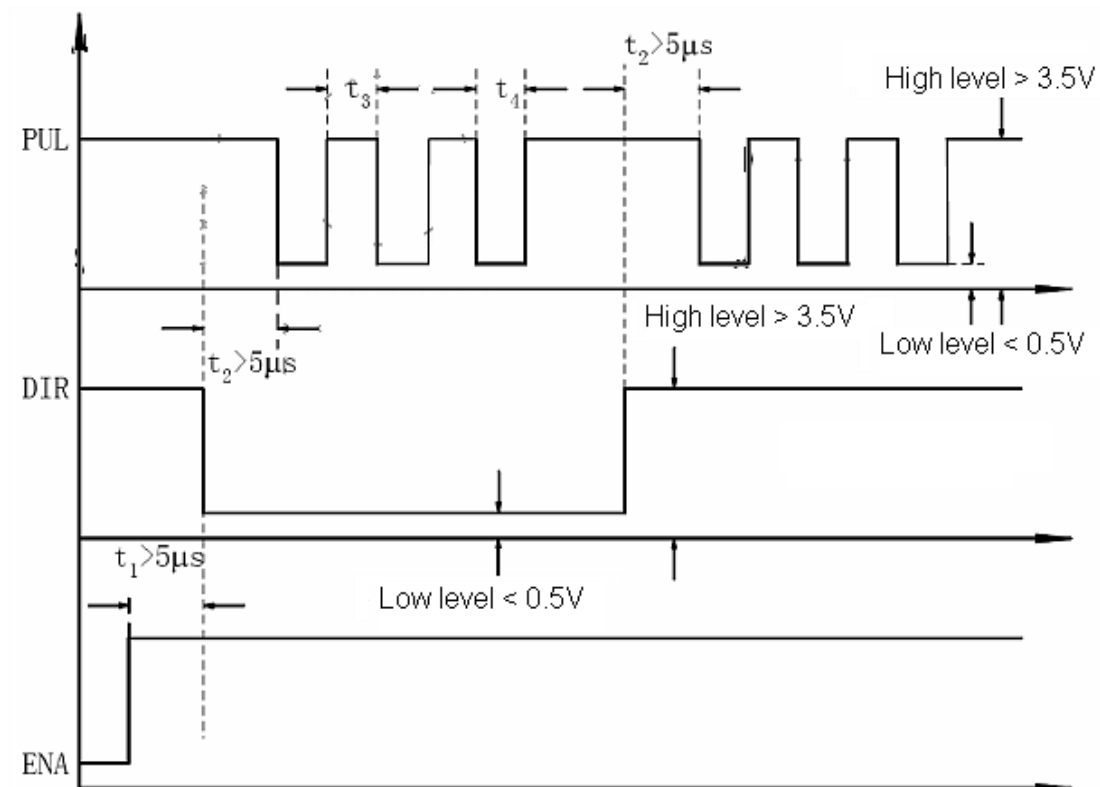 t₂>5μs
High level > 3.5V
t₃
t₄
PUL
High level > 3.5V
Low level < 0.5V
t₂>5μs
DIR
t₁>5μs
Low level < 0.5V
ENA